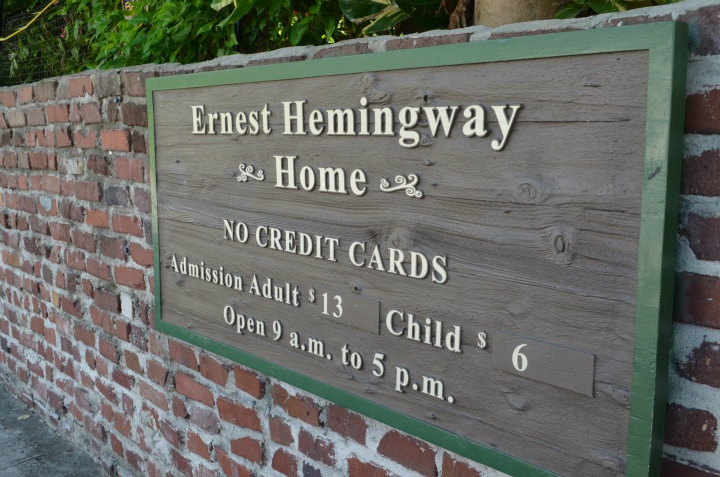 Ernest Hemingway
Home
NO CREDIT CARDS
Admission Adult $ 13 Child $ 6
Open 9 a.m. to 5 p.m.